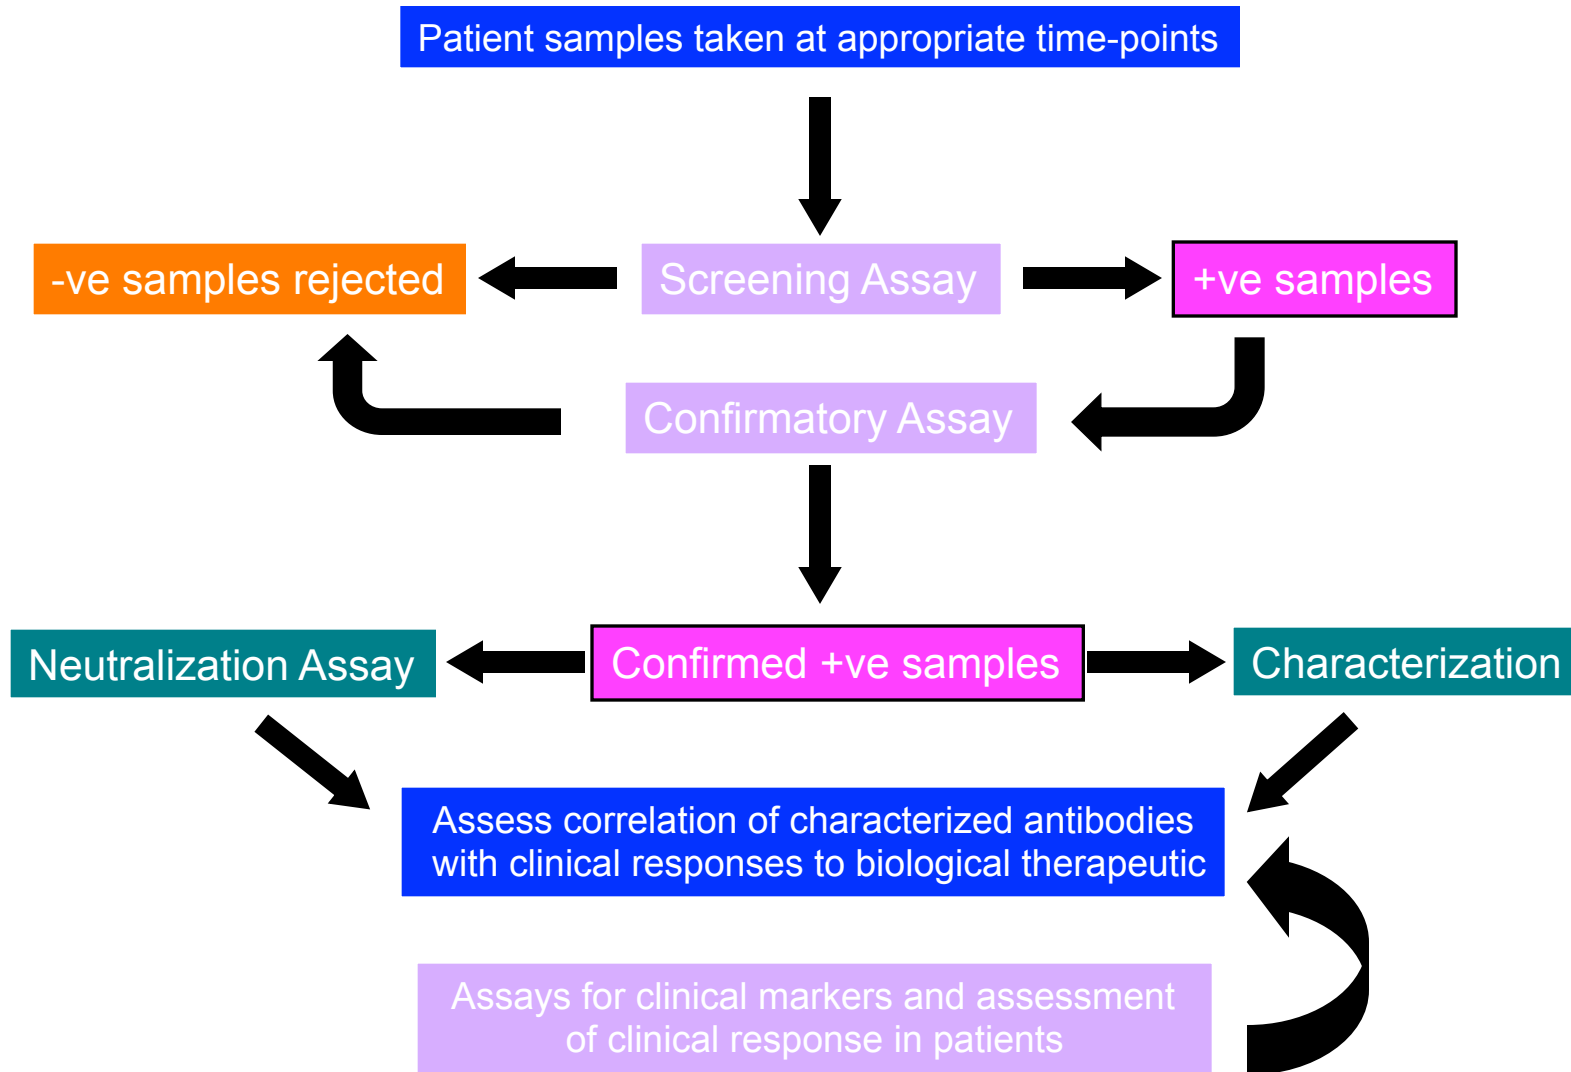 Patient samples taken at appropriate time-points
-ve samples rejected
Screening Assay
+ve samples
Confirmatory Assay
Neutralization Assay
Confirmed +ve samples
Characterization
Assess correlation of characterized antibodies
with clinical responses to biological therapeutic
Assays for clinical markers and assessment
of clinical response in patients